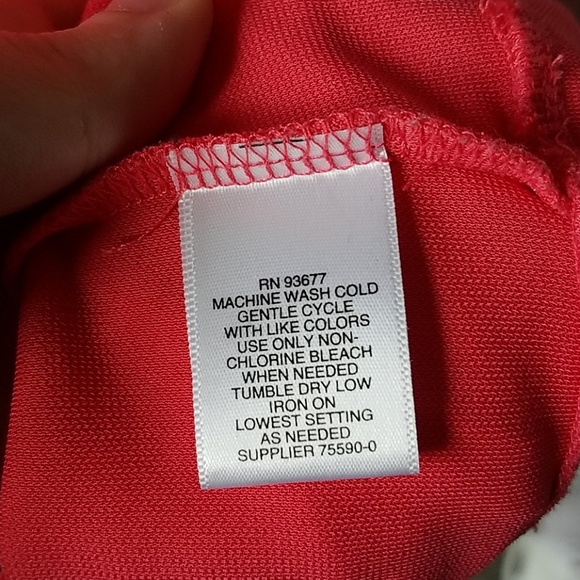 RN 93677
MACHINE WASH COLD
GENTLE CYCLE
WITH LIKE COLORS
USE ONLY NON-
CHLORINE BLEACH
WHEN NEEDED
TUMBLE DRY LOW
IRON ON
LOWEST SETTING
AS NEEDED
SUPPLIER 75590-0